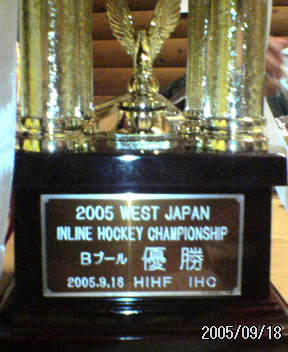 2005 WEST JAPAN
INLINE HOCKEY CHAMPIONSHIP
Bプール 優勝
2005.9.18 HIHF IHC
2005/09/18